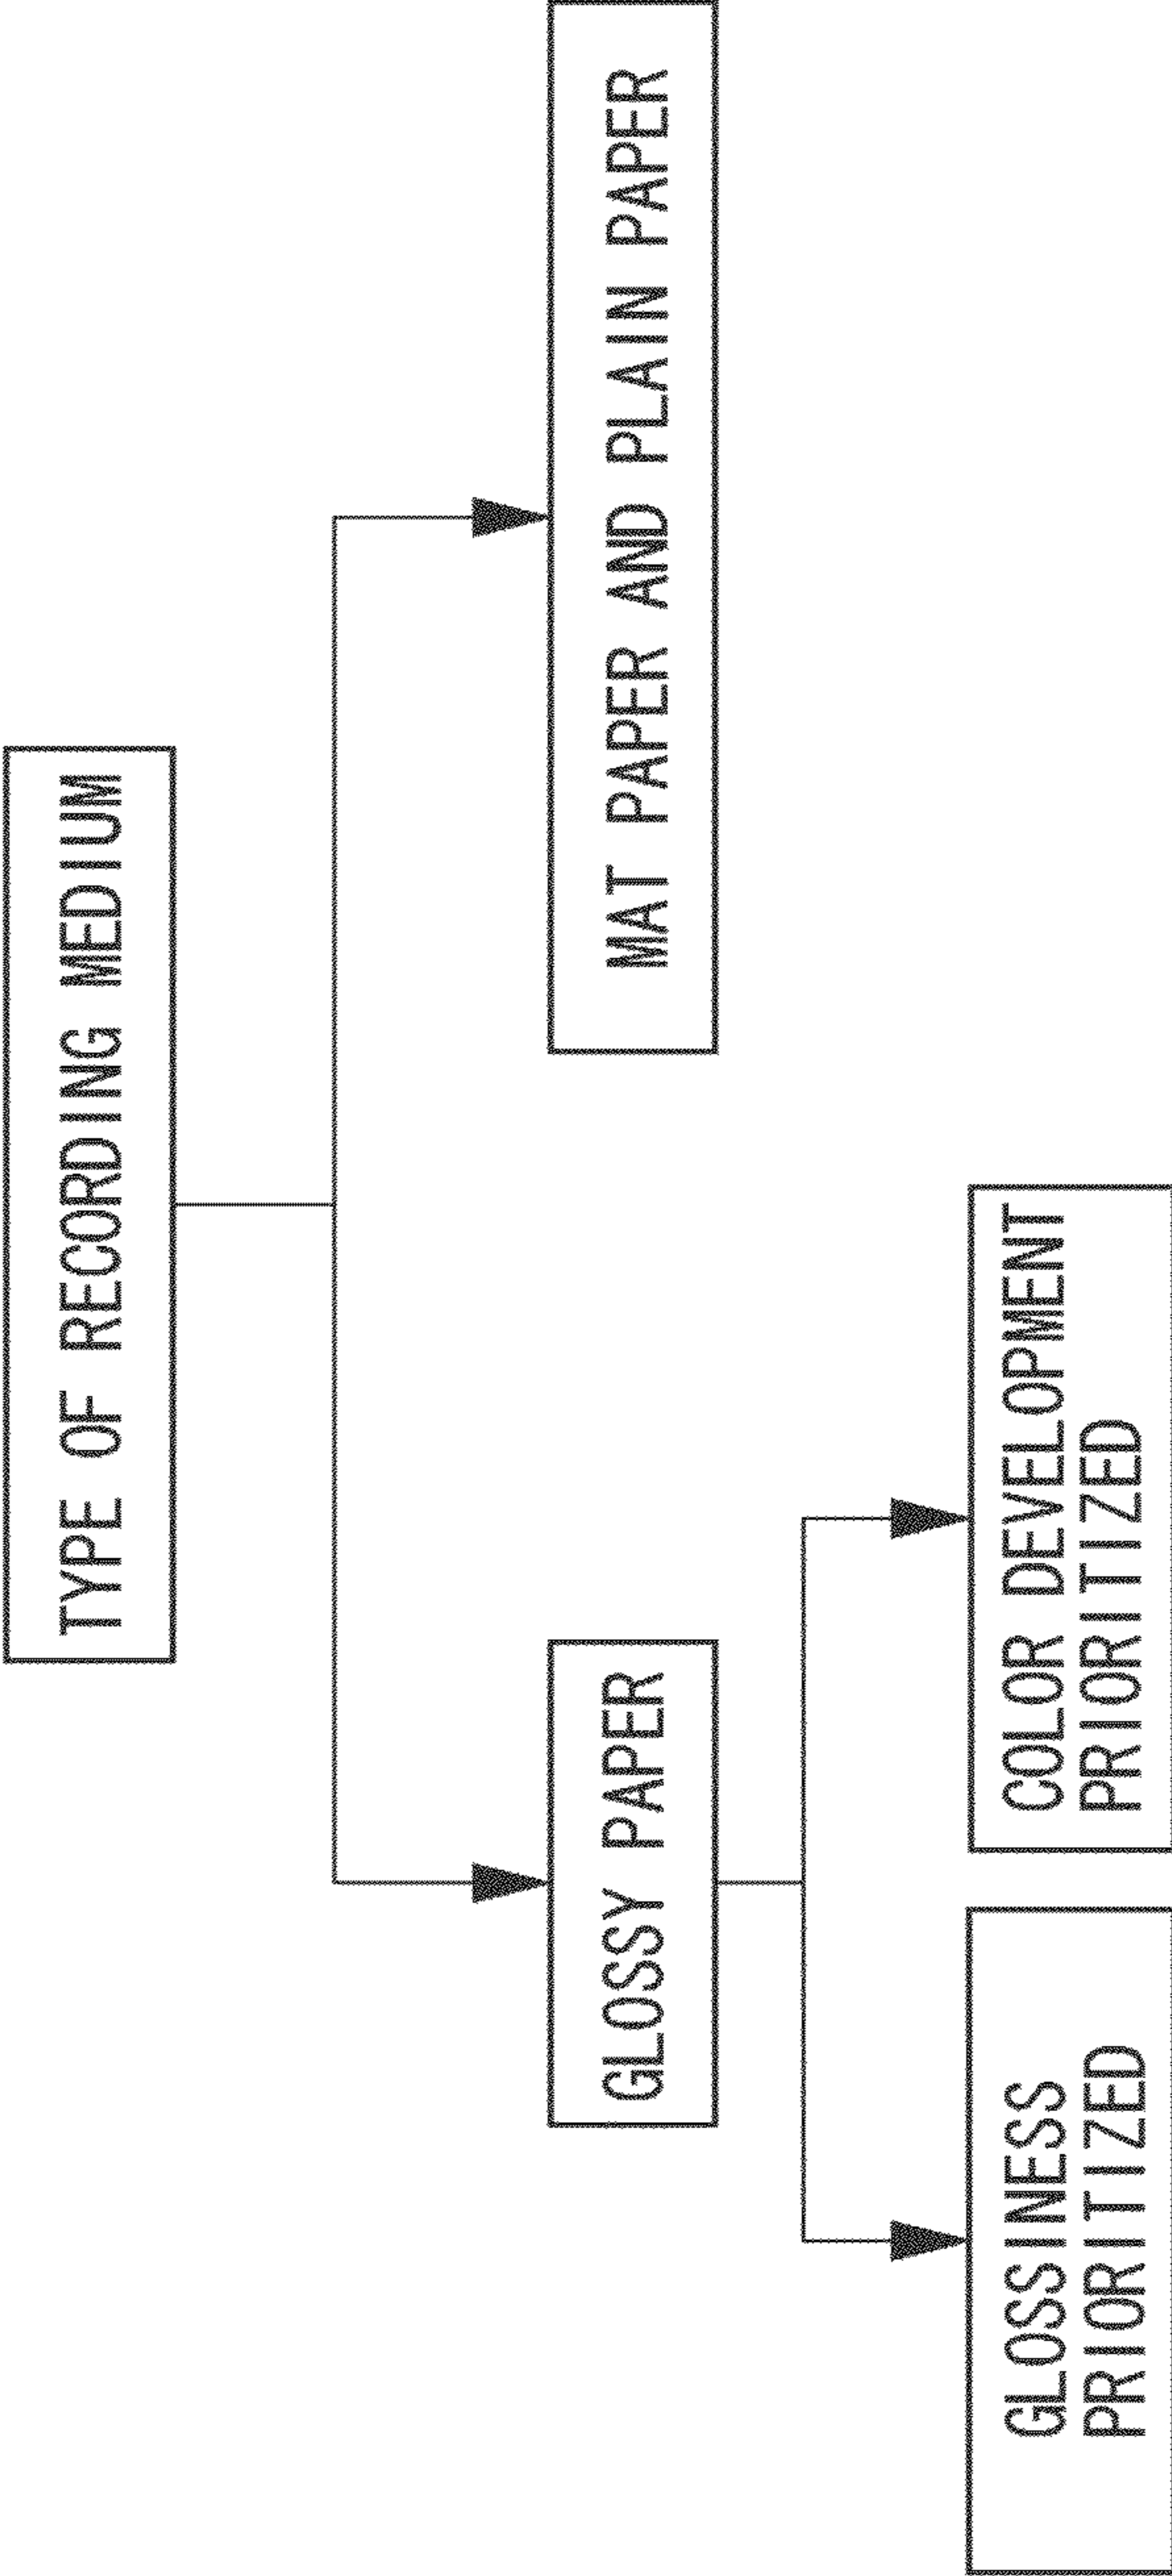 TYPE OF RECORDING MEDIUM
GLOSSY PAPER
MAT PAPER AND PLAIN PAPER
GLOSSINESS
PRIORITIZED
COLOR DEVELOPMENT
PRIORITIZED